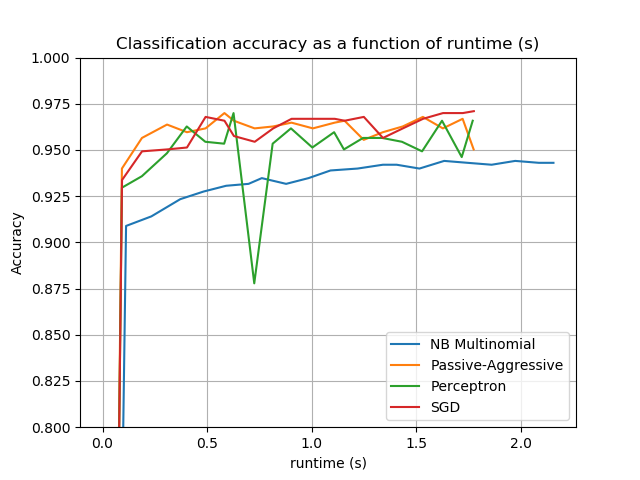 Classification accuracy as a function of runtime (s)
1.000
0.975
0.950
0.925
0.900
0.875
0.850
0.825
0.800
Accuracy
0.0 0.5 1.0 1.5 2.0
runtime (s)
NB Multinomial
Passive-Aggressive
Perceptron
SGD